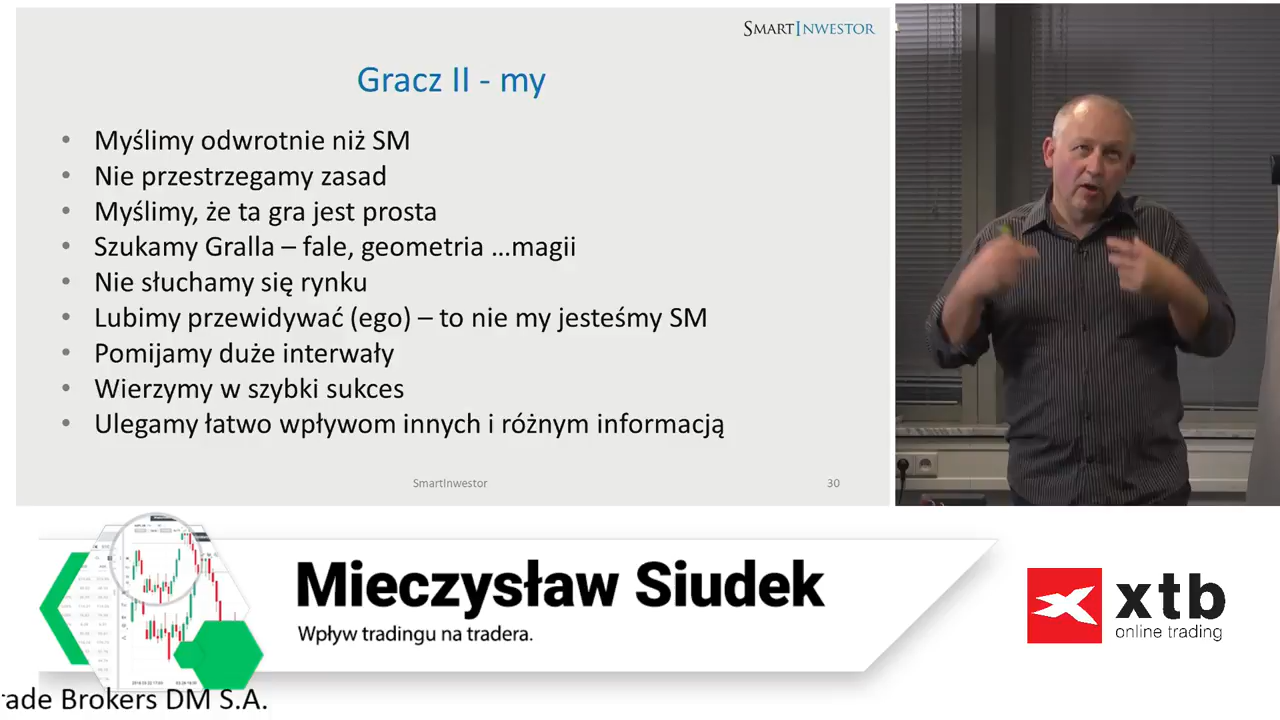 SMARTINWESTOR
Gracz II - my
• Myślimy odwrotnie niż SM
• Nie przestrzegamy zasad
• Myślimy, że ta gra jest prosta
• Szukamy Gralla – fale, geometria ...magii
• Nie słuchamy się rynku
• Lubimy przewidywać (ego) – to nie my jesteśmy SM
• Pomijamy duże interwały
• Wierzymy w szybki sukces
• Ulegamy łatwo wpływom innych i różnym informacją
SmartInwestor
30
Mieczysław Siudek
Wpływ tradingu na tradera.
xtb
online trading
rade Brokers DM S.A.